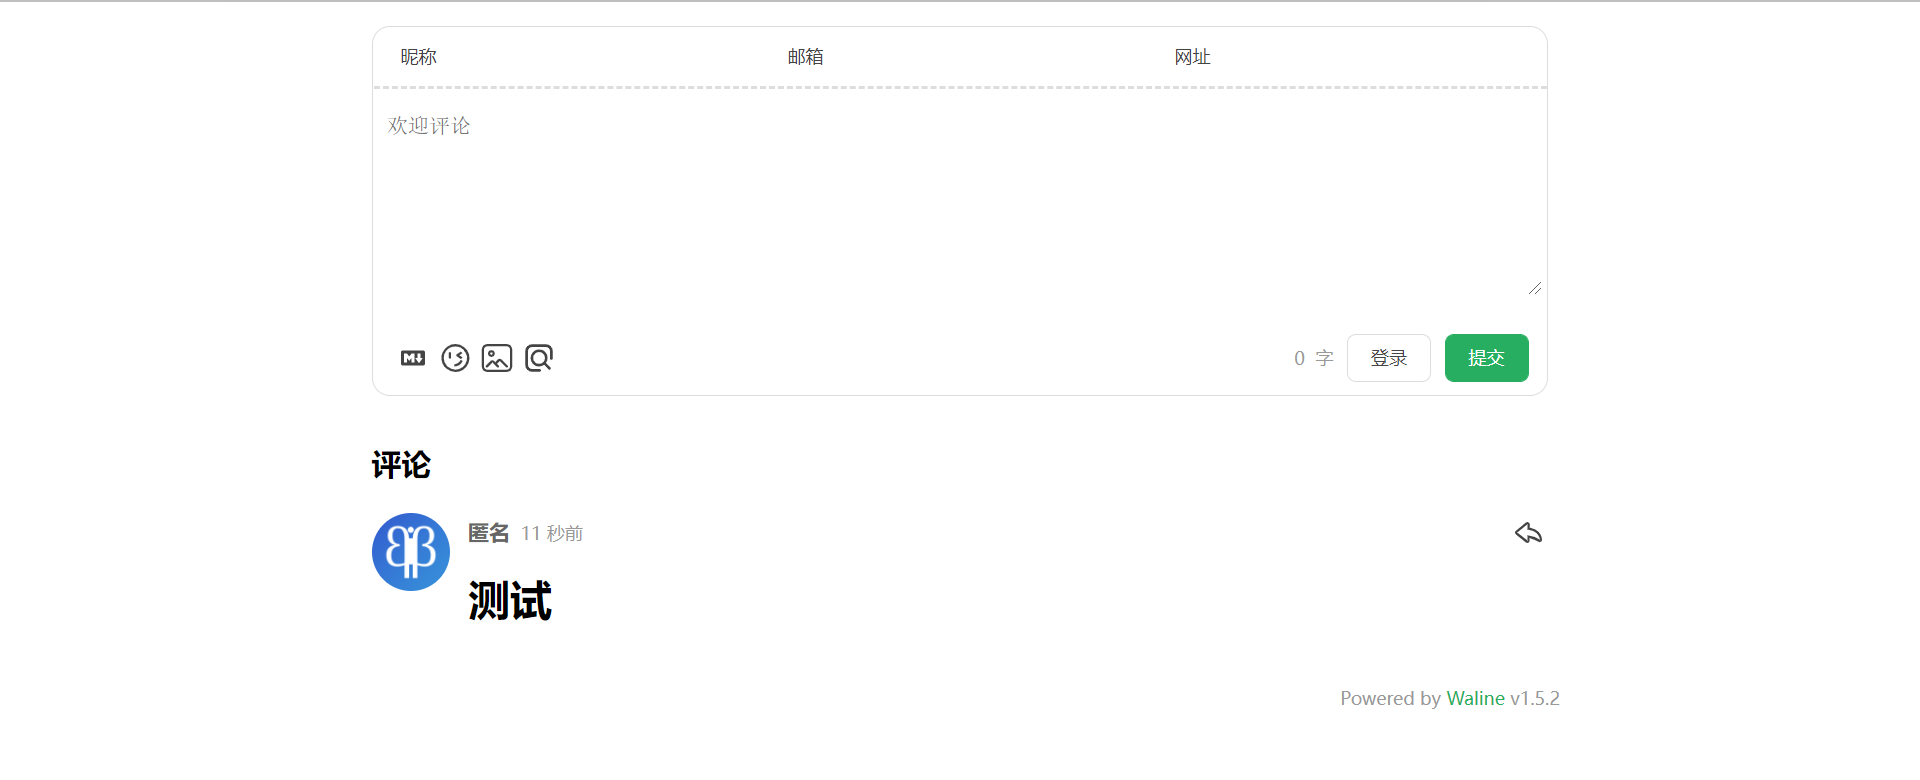 昵称 邮箱 网址
欢迎评论
M↓ 0 字 登录 提交
评论
匿名 11 秒前
测试
Powered by Waline v1.5.2